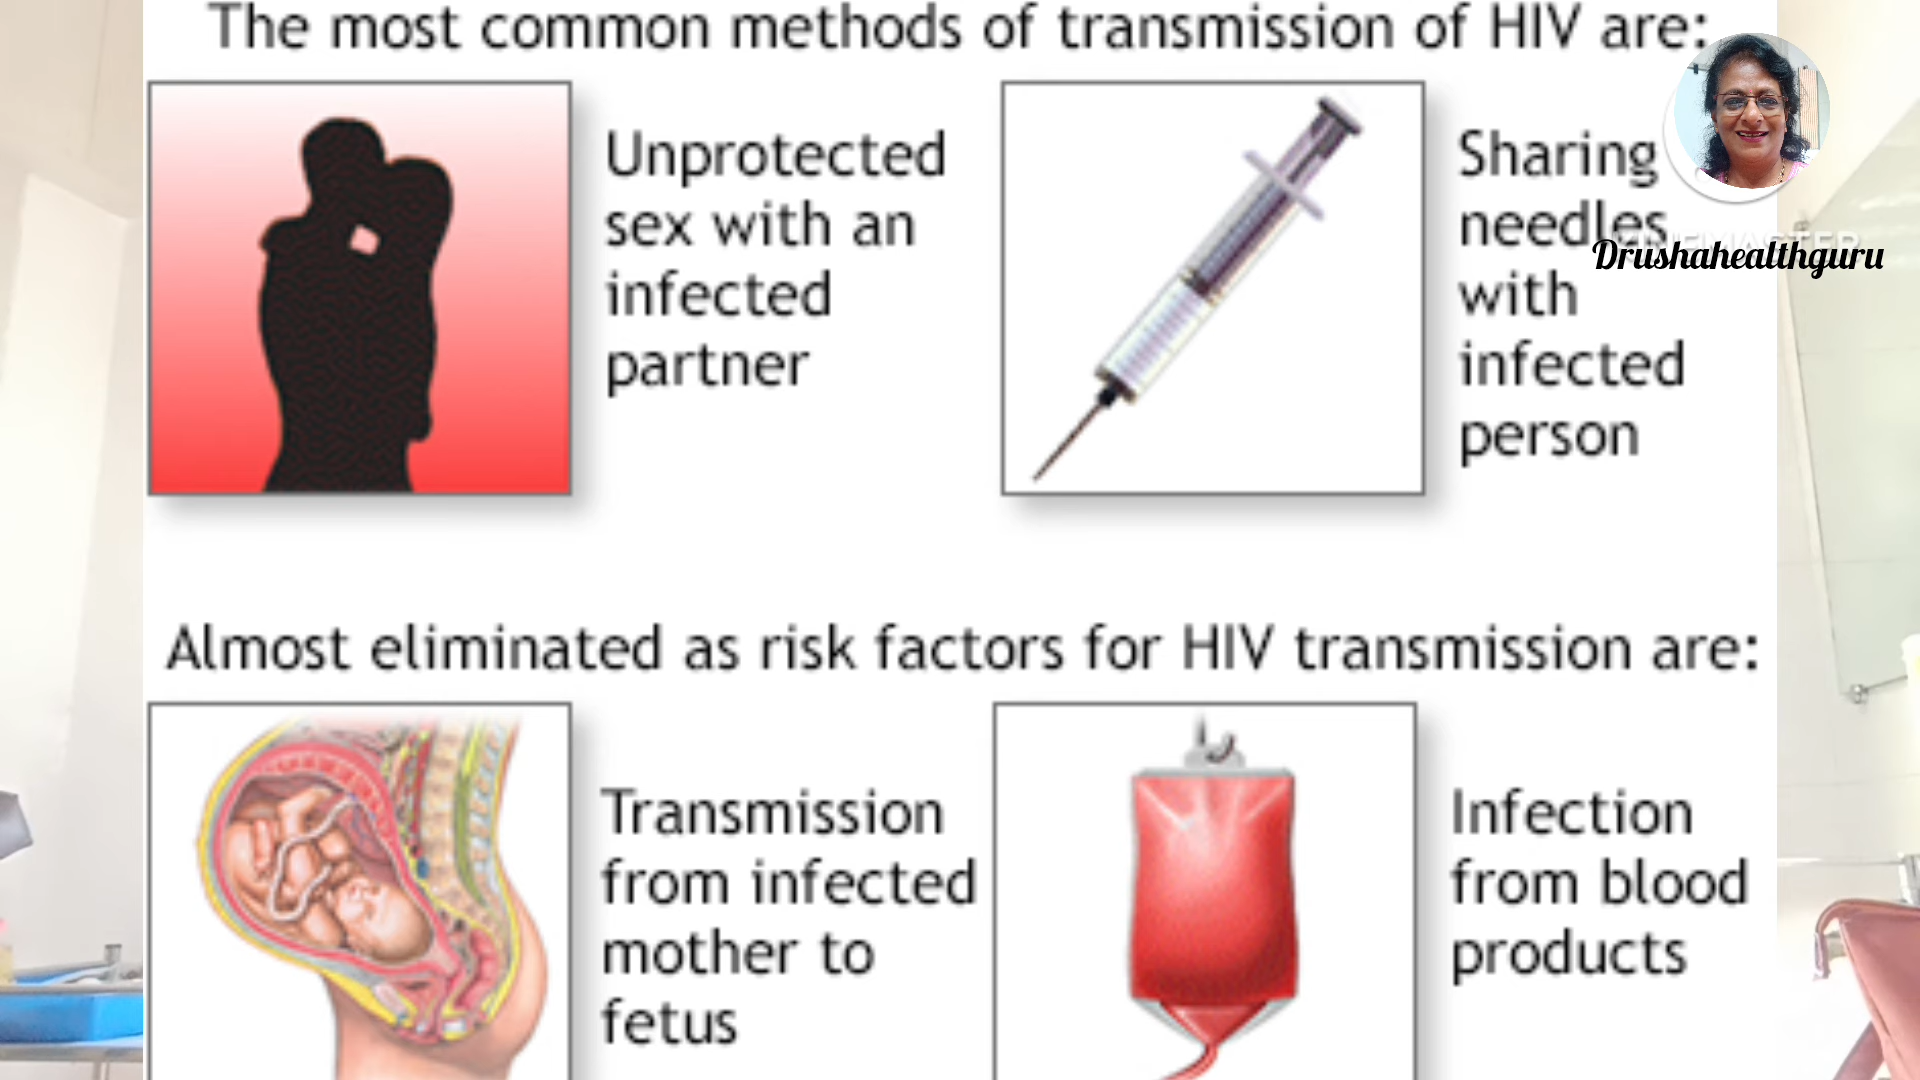 The most common methods of transmission of HIV are:
Unprotected
sex with an
infected
partner
Sharing
needles
with
infected
person
KINEMASTER
Drushahealthguru
Almost eliminated as risk factors for HIV transmission are:
Transmission
from infected
mother to
fetus
Infection
from blood
products